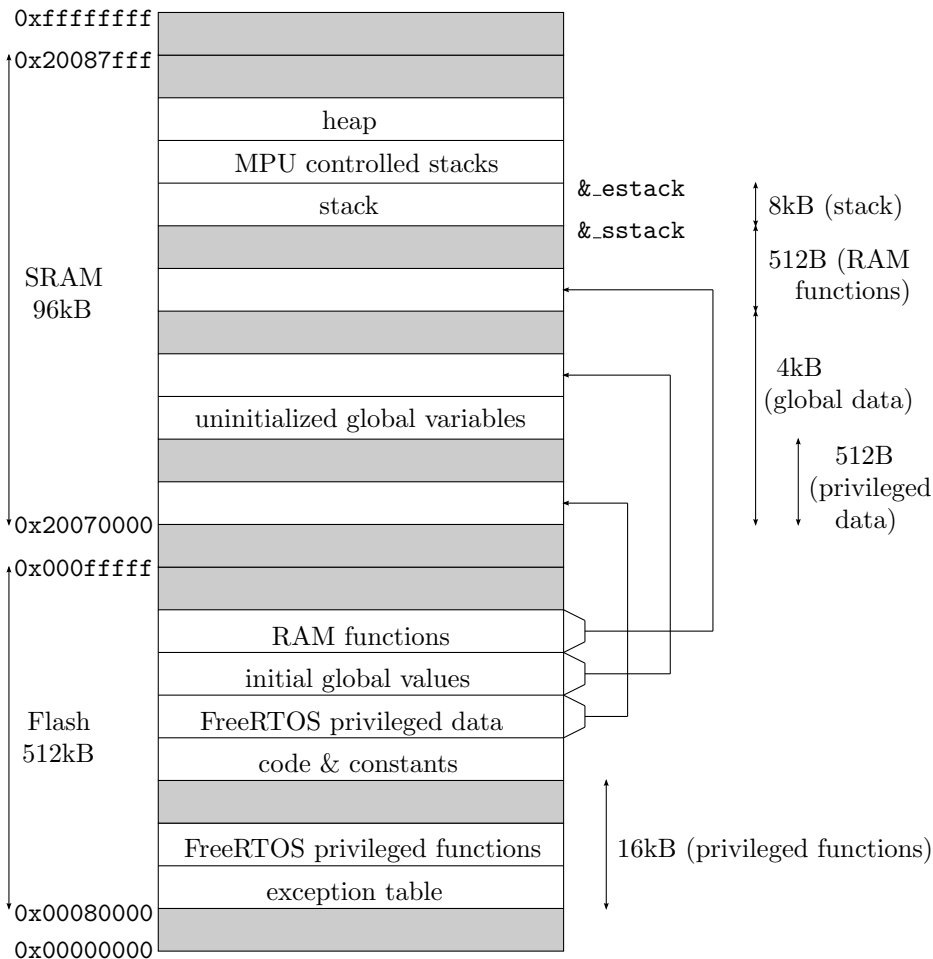 0xffffffff
0x20087fff
heap
MPU controlled stacks
&_estack
stack
8kB (stack)
&_sstack
512B (RAM
functions)
SRAM
96kB
4kB
(global data)
uninitialized global variables
512B
(privileged
data)
0x20070000
0x000fffff
RAM functions
initial global values
FreeRTOS privileged data
Flash
512kB
code & constants
FreeRTOS privileged functions
16kB (privileged functions)
exception table
0x00080000
0x00000000